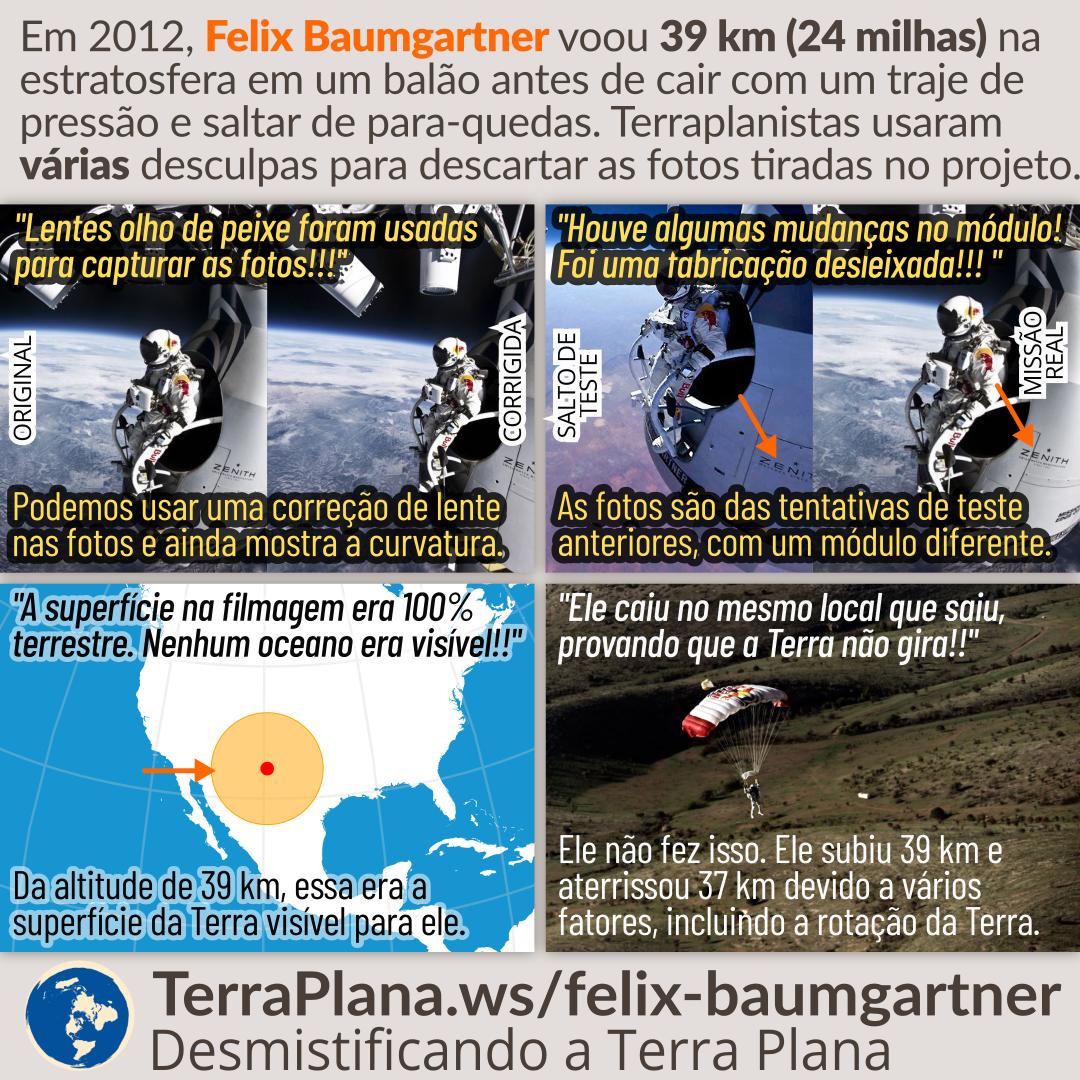 Em 2012, Felix Baumgartner voou 39 km (24 milhas) na
estratosfera em um balão antes de cair com um traje de
pressão e saltar de para-quedas. Terraplanistas usaram
várias desculpas para descartar as fotos tiradas no projeto.
"Lentes olho de peixe foram usadas
para capturar as fotos!!!"
ORIGINAL
CORRIGIDA
ZENITH
ZENIT
Podemos usar uma correção de lente
nas fotos e ainda mostra a curvatura.
"Houve algumas mudanças no módulo!
Foi uma fabricação desleixada!!! "
SALTO DE
TESTE
MISSÃO
REAL
ZENIT
ZENITH
As fotos são das tentativas de teste
anteriores, com um módulo diferente.
"A superfície na filmagem era 100%
terrestre. Nenhum oceano era visível!!"
Da altitude de 39 km, essa era a
superfície da Terra visível para ele.
"Ele caiu no mesmo local que saiu,
provando que a Terra não gira!!"
Ele não fez isso. Ele subiu 39 km e
aterrissou 37 km devido a vários
fatores, incluindo a rotação da Terra.
TerraPlana.ws/felix-baumgartner
Desmistificando a Terra Plana